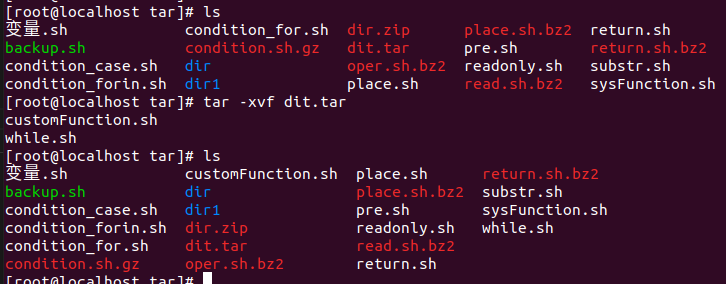 [root@localhost tar]# ls
变量.sh condition_for.sh dir.zip place.sh.bz2 return.sh
backup.sh condition.sh.gz dit.tar pre.sh return.sh.bz2
condition_case.sh dir oper.sh.bz2 readonly.sh substr.sh
condition_forin.sh dir1 place.sh read.sh.bz2 sysFunction.sh
[root@localhost tar]# tar -xvf dit.tar
customFunction.sh
while.sh
[root@localhost tar]# ls
变量.sh customFunction.sh place.sh return.sh.bz2
backup.sh dir place.sh.bz2 substr.sh
condition_case.sh dir1 pre.sh sysFunction.sh
condition_forin.sh dir.zip readonly.sh while.sh
condition_for.sh dit.tar read.sh.bz2
condition.sh.gz oper.sh.bz2 return.sh
[root@localhost tar]#